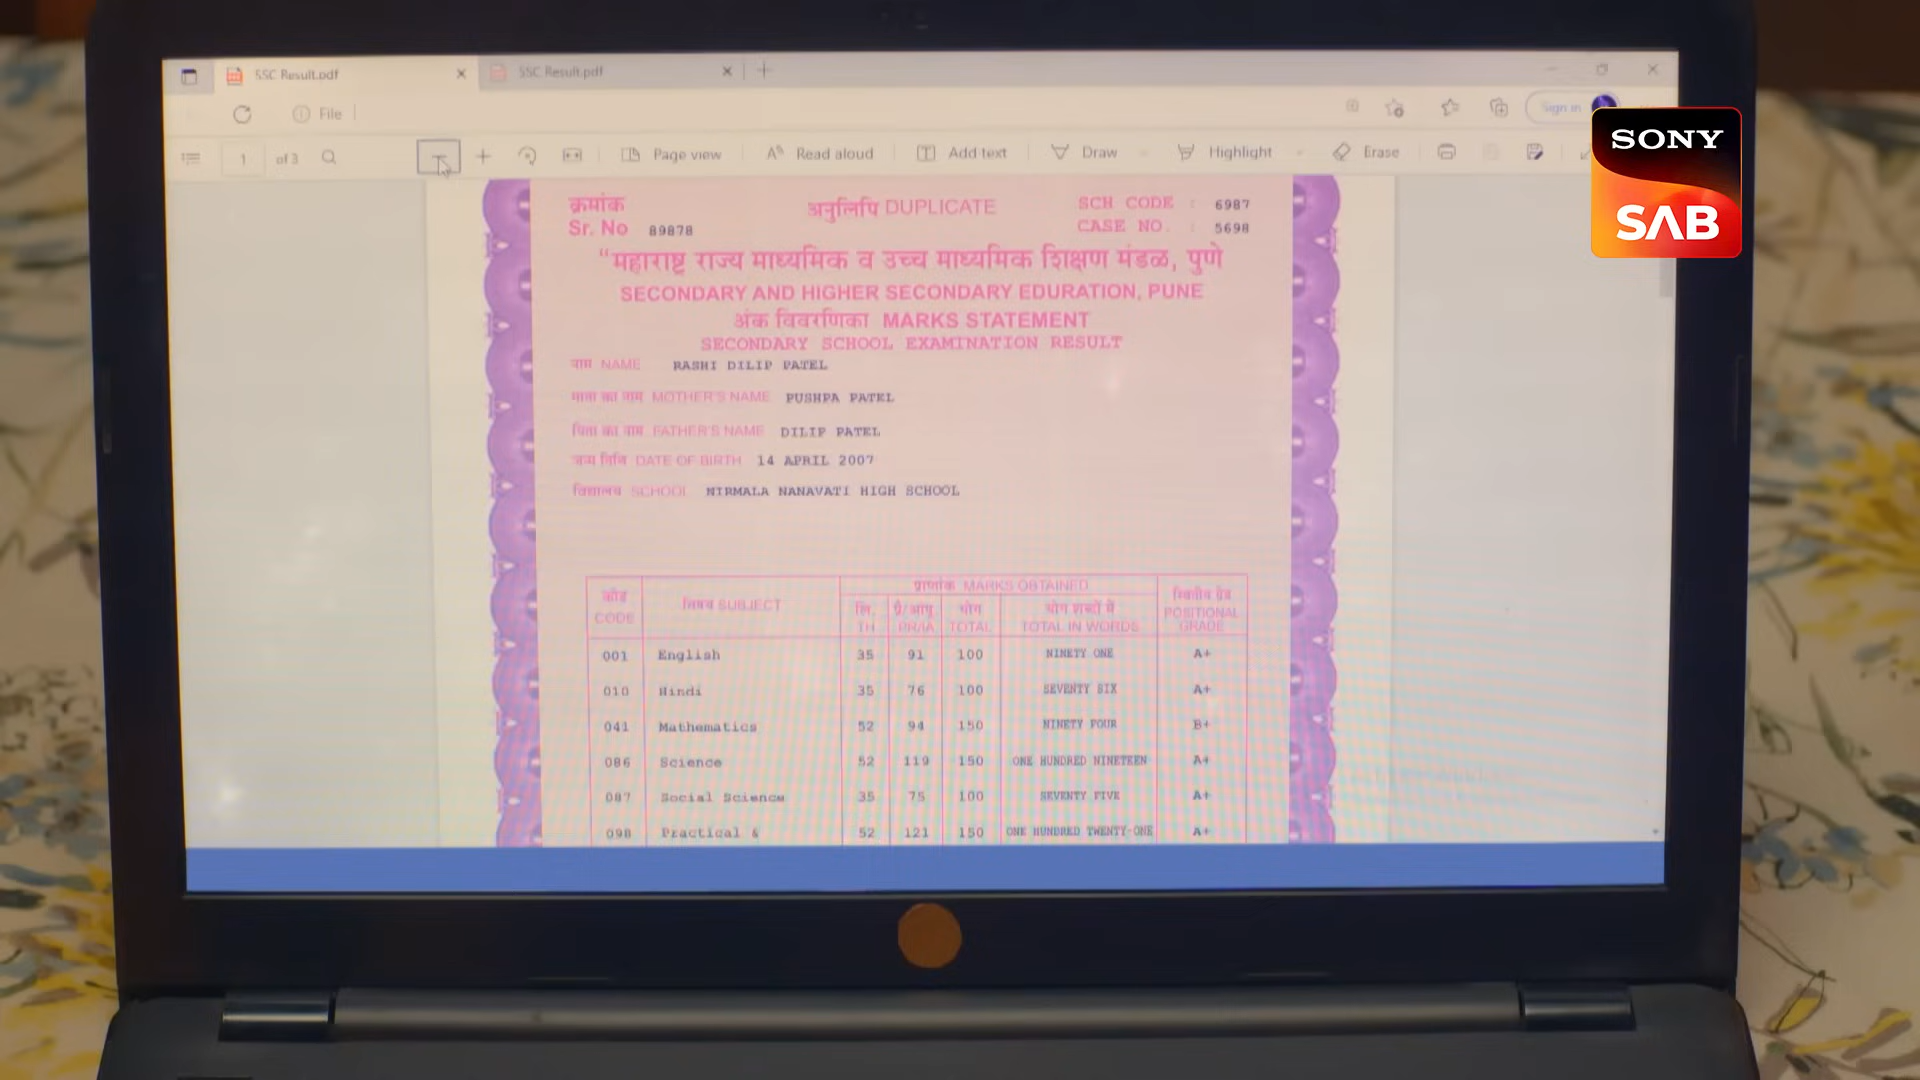 SSC Result.pdf
SSC Result.pdf
File
Sign in
1 of 3
Page view
Read aloud
Add text
Draw
Highlight
Erase
SONY
SAB
क्रमांक अनुलिपि DUPLICATE SCH CODE : 6987
Sr. No 89878 CASE NO. : 5698
“महाराष्ट्र राज्य माध्यमिक व उच्च माध्यमिक शिक्षण मंडळ, पुणे
SECONDARY AND HIGHER SECONDARY EDURATION, PUNE
अंक विवरणिका MARKS STATEMENT
SECONDARY SCHOOL EXAMINATION RESULT
नाम NAME RASHI DILIP PATEL
माता का नाम MOTHER'S NAME PUSHPA PATEL
पिता का नाम FATHER'S NAME DILIP PATEL
जन्म तिथि DATE OF BIRTH 14 APRIL 2007
विद्यालय SCHOOL NIRMALA NANAVATI HIGH SCHOOL
प्राप्तांक MARKS OBTAINED
कोड विषय SUBJECT लि. प्रै/आंपू योग योग शब्दों में स्थितीय ग्रेड
CODE TH PR/IA TOTAL TOTAL IN WORDS POSITIONAL GRADE
001 English 35 91 100 NINETY ONE A+
010 Hindi 35 76 100 SEVENTY SIX A+
041 Mathematics 52 94 150 NINETY FOUR B+
086 Science 52 119 150 ONE HUNDRED NINETEEN A+
087 Social Science 35 75 100 SEVENTY FIVE A+
098 Practical & 52 121 150 ONE HUNDRED TWENTY-ONE A+